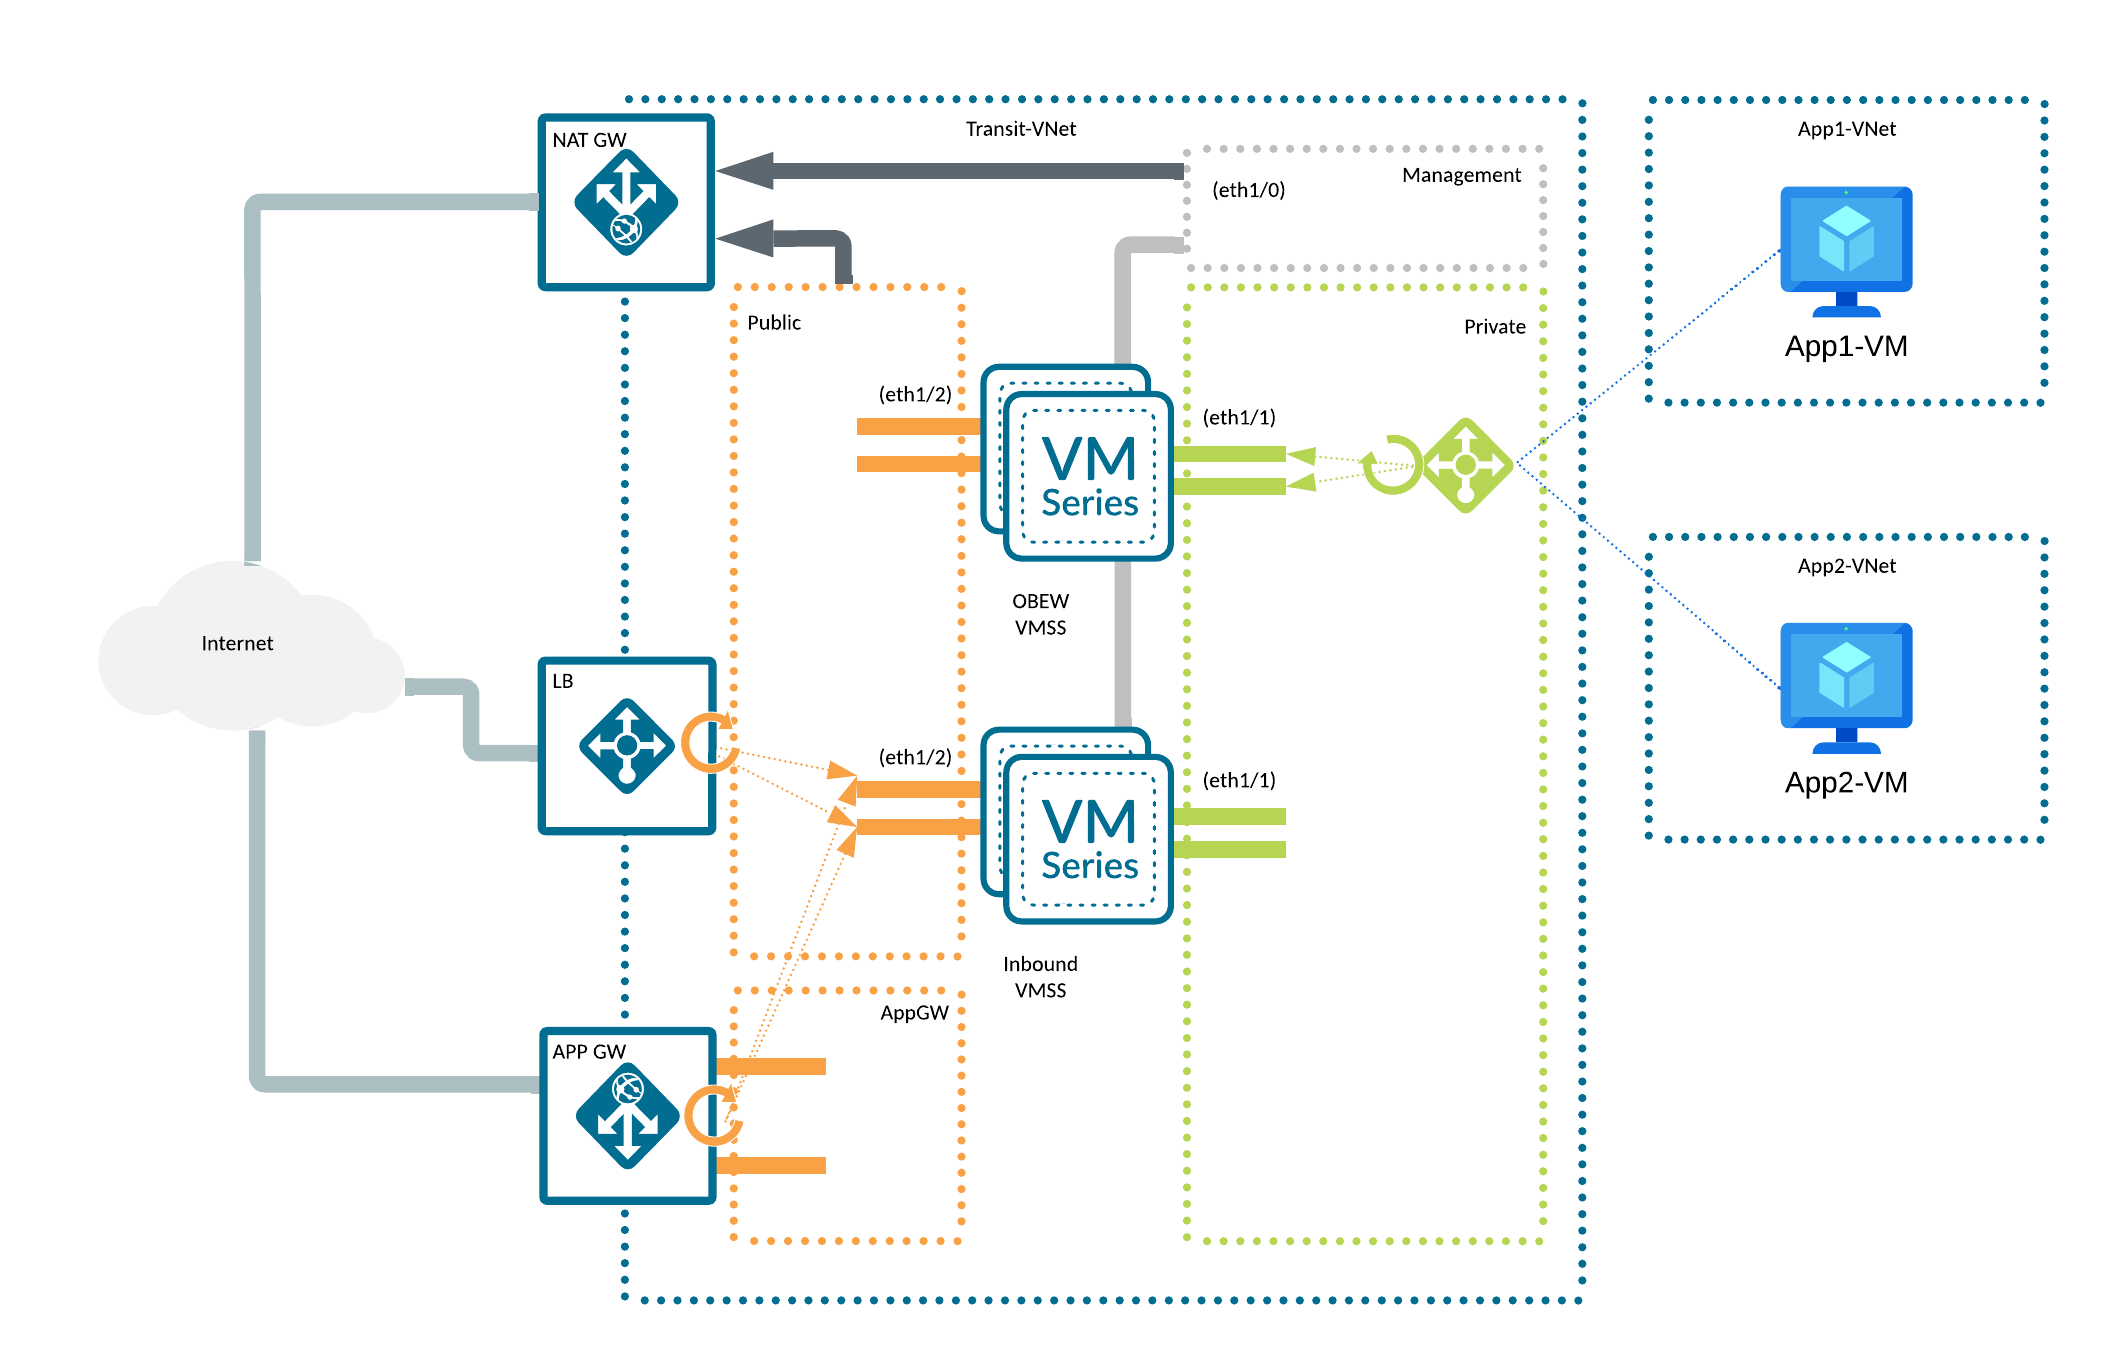 NAT GW
Transit-VNet
Management
(eth1/0)
App1-VNet
App1-VM
Public
Private
(eth1/2)
(eth1/1)
VM
Series
OBEW
VMSS
Internet
LB
App2-VNet
App2-VM
(eth1/2)
(eth1/1)
VM
Series
Inbound
VMSS
AppGW
APP GW